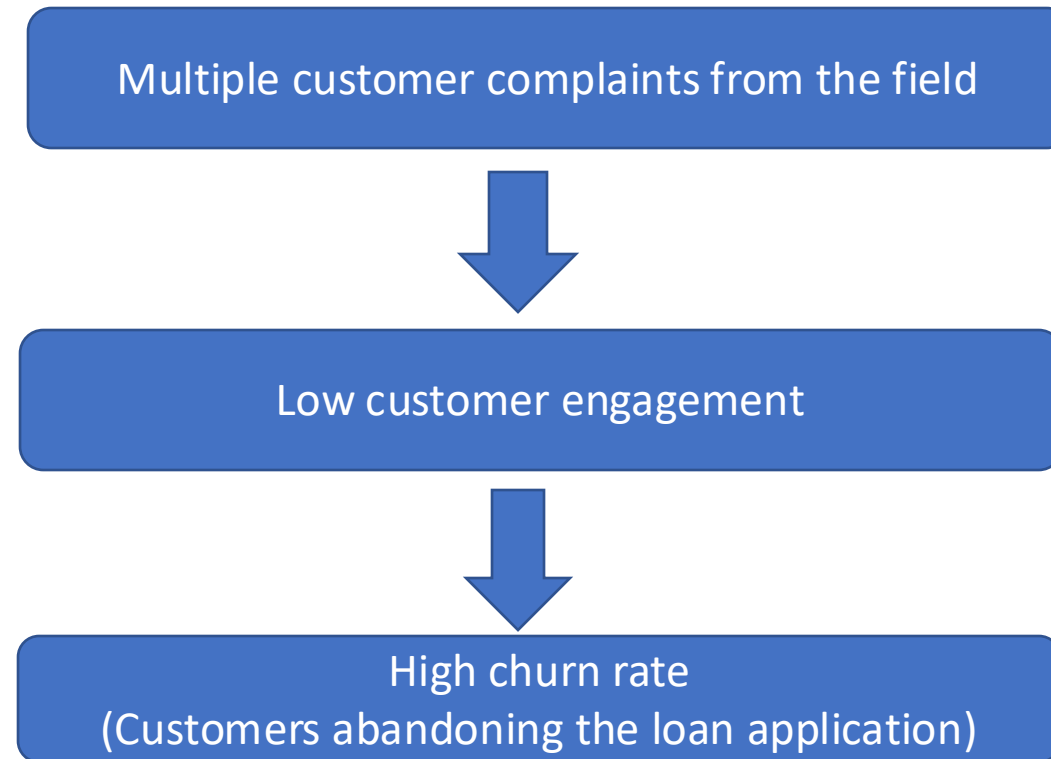 Multiple customer complaints from the field
Low customer engagement
High churn rate
(Customers abandoning the loan application)